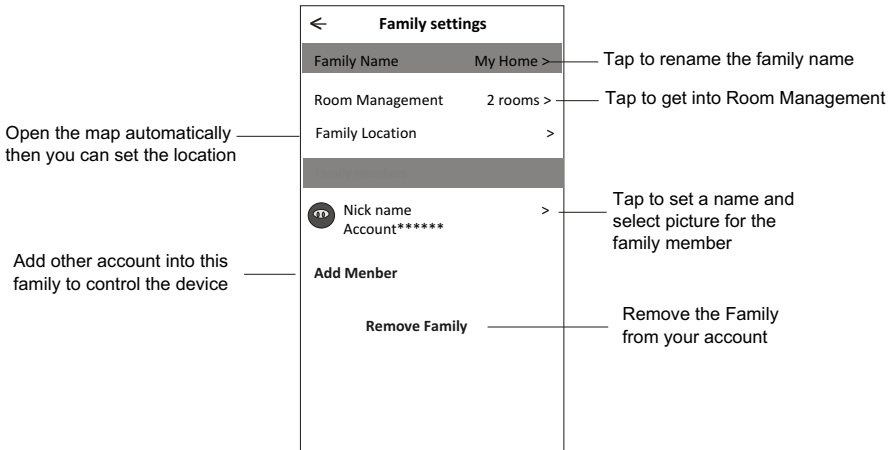 Family settings
Family Name My Home >
Tap to rename the family name
Room Management 2 rooms >
Tap to get into Room Management
Open the map automatically
then you can set the location
Family Location >
Nick name >
Account******
Tap to set a name and
select picture for the
family member
Add other account into this
family to control the device
Add Menber
Remove Family
Remove the Family
from your account